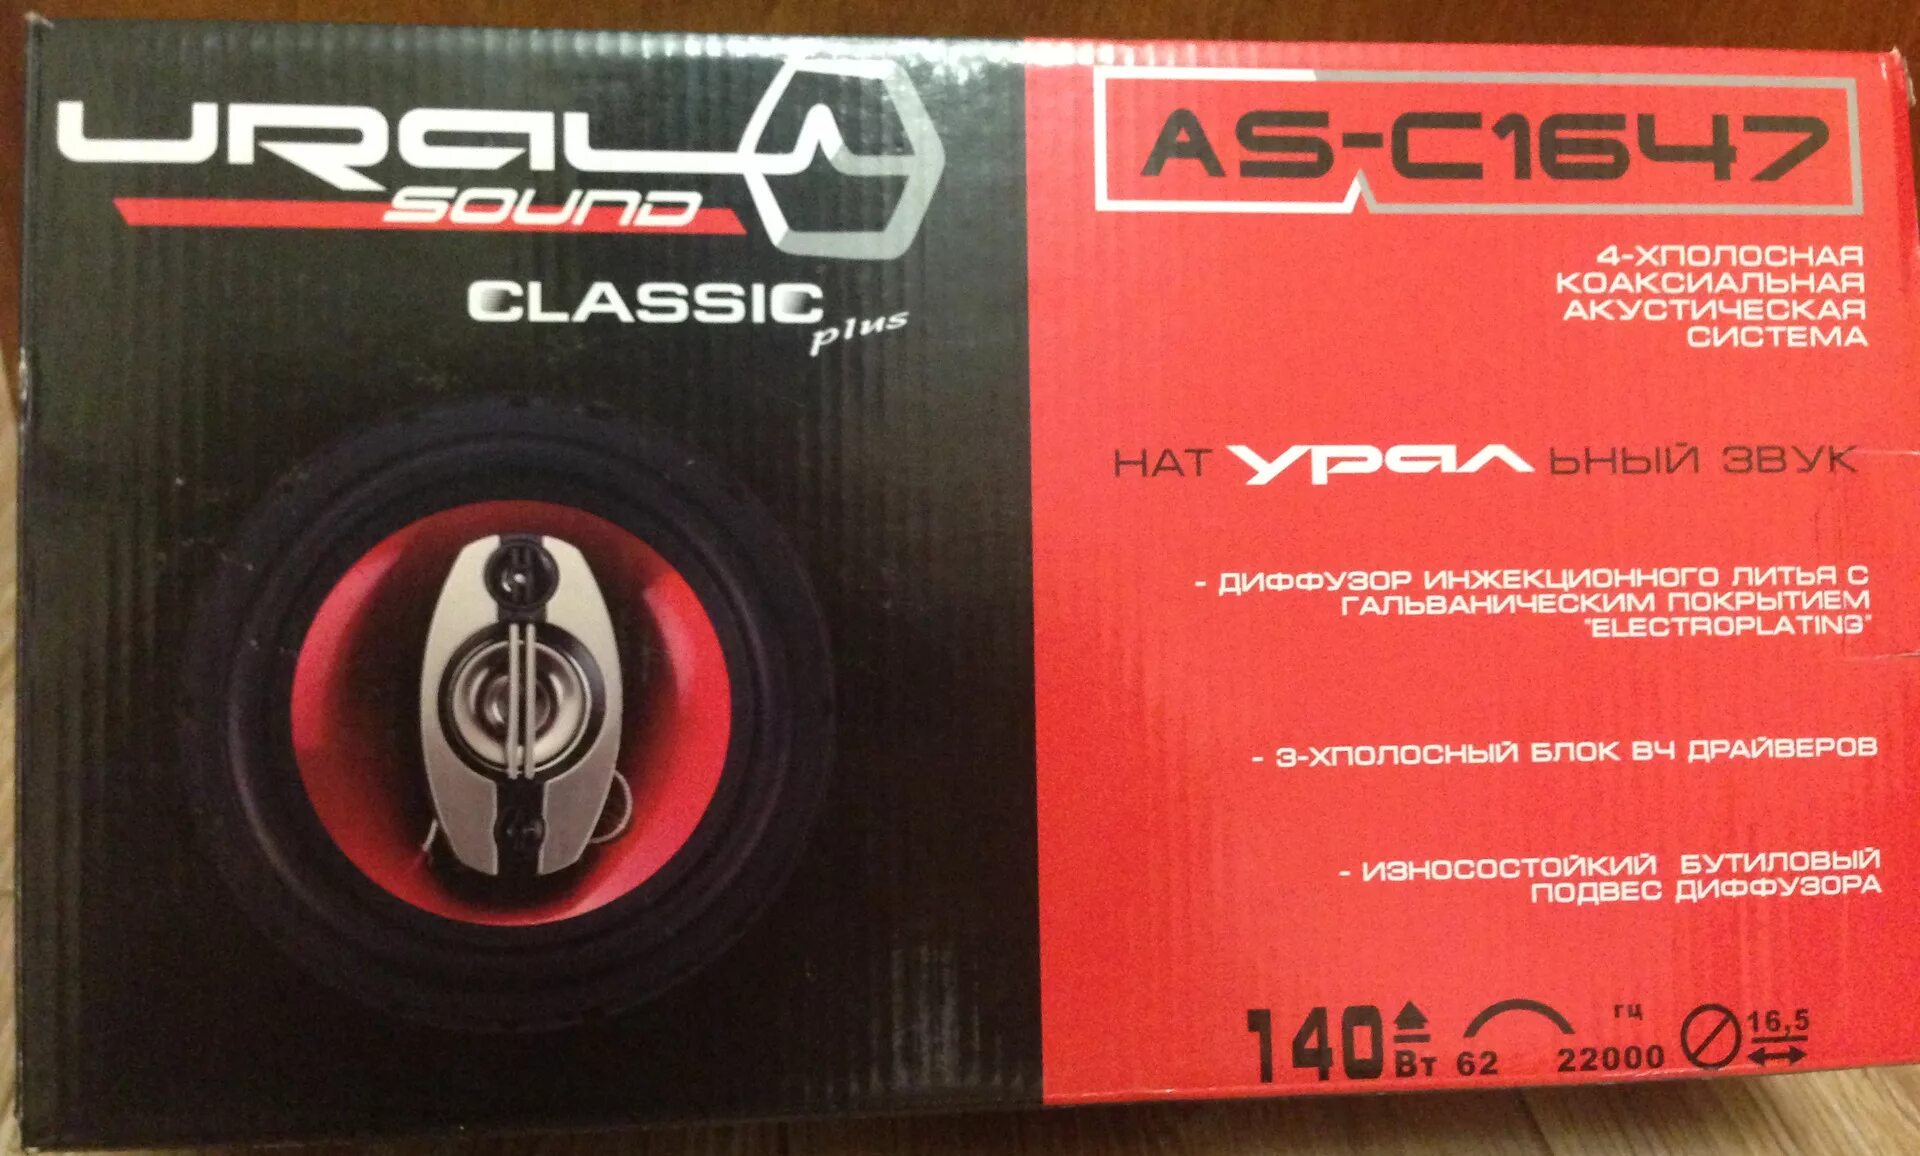 URAL
SOUND
CLASSIC
plus
AS-C1647
4-ХПОЛОСНАЯ
КОАКСИАЛЬНАЯ
АКУСТИЧЕСКАЯ
СИСТЕМА
НАТ УРАЛ ЬНЫЙ ЗВУК
- ДИФФУЗОР ИНЖЕКЦИОННОГО ЛИТЬЯ С
ГАЛЬВАНИЧЕСКИМ ПОКРЫТИЕМ
"ELECTROPLATING"
- 3-ХПОЛОСНЫЙ БЛОК ВЧ ДРАЙВЕРОВ
- ИЗНОСОСТОЙКИЙ БУТИЛОВЫЙ
ПОДВЕС ДИФФУЗОРА
140 Вт 62 22000 гц 16,5